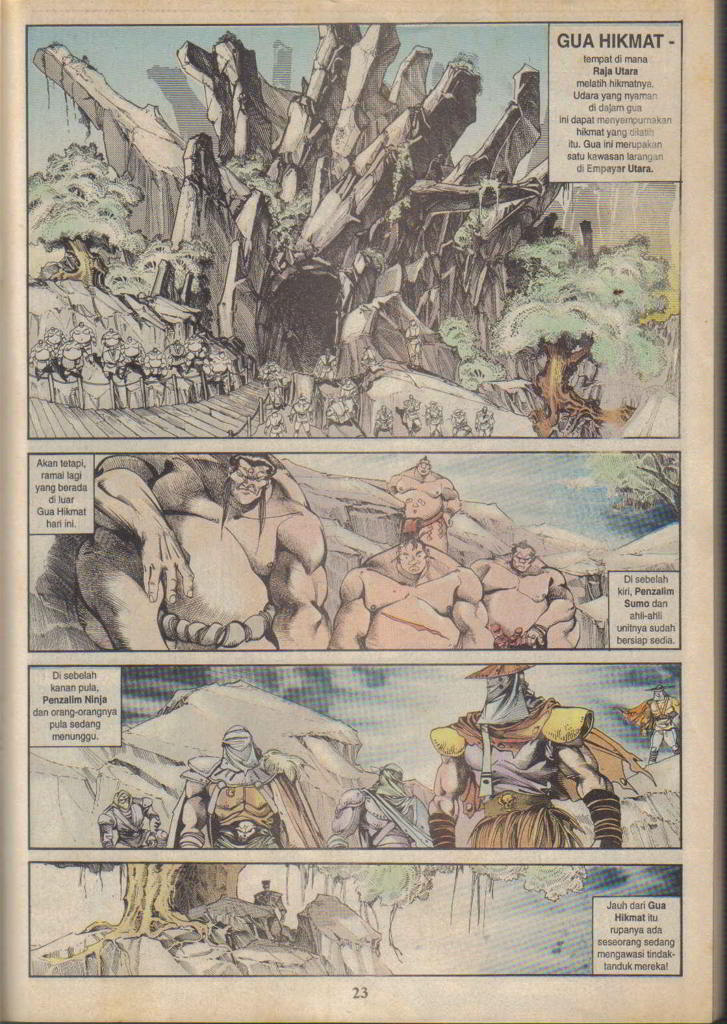 GUA HIKMAT -
tempat di mana
Raja Utara
melatih hikmatnya.
Udara yang nyaman
di dalam gua
ini dapat menyempurnakan
hikmat yang dilatih
itu. Gua ini merupakan
satu kawasan larangan
di Empayar Utara.
Akan tetapi,
ramai lagi
yang berada
di luar
Gua Hikmat
hari ini.
Di sebelah
kiri, Penzalim
Sumo dan
ahli-ahli
unitnya sudah
bersiap sedia.
Di sebelah
kanan pula,
Penzalim Ninja
dan orang-orangnya
pula sedang
menunggu.
Jauh dari Gua
Hikmat itu
rupanya ada
seseorang sedang
mengawasi tindak-
tanduk mereka!
23